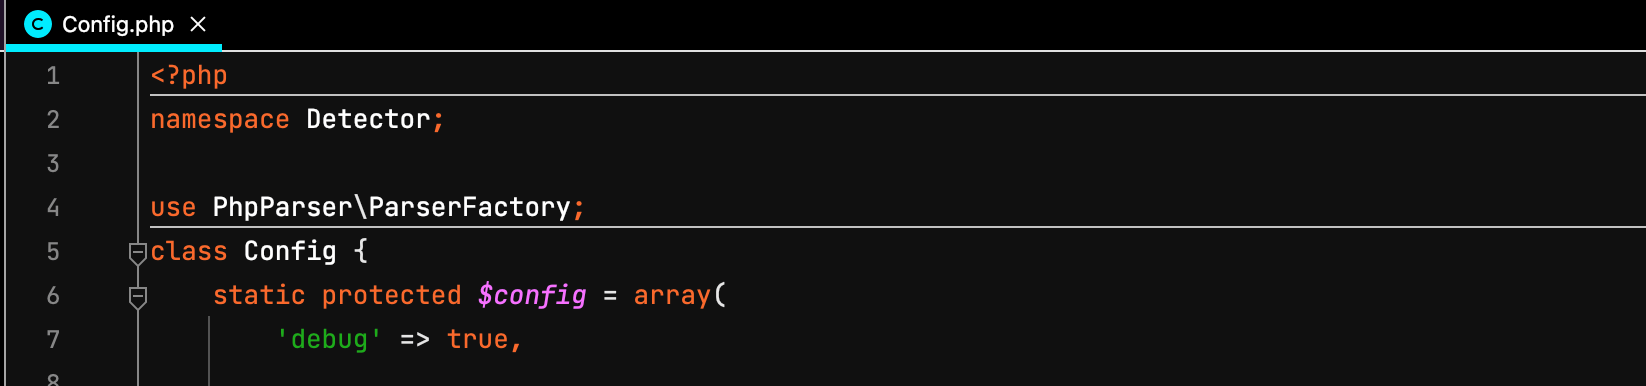 C Config.php ×
1 <?php
2 namespace Detector;
3
4 use PhpParser\ParserFactory;
5 class Config {
6 static protected $config = array(
7 'debug' => true,
8